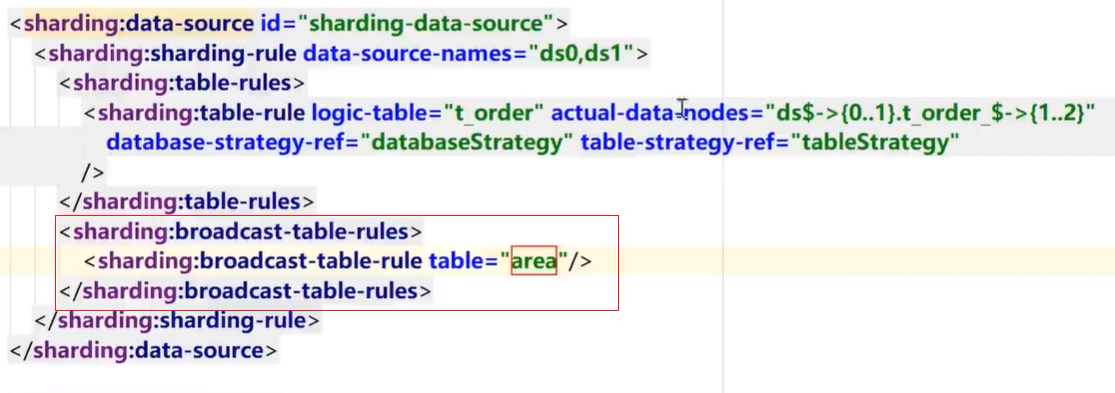 <sharding:data-source id="sharding-data-source">
<sharding:sharding-rule data-source-names="ds0,ds1">
<sharding:table-rules>
<sharding:table-rule logic-table="t_order" actual-data-nodes="ds$->{0..1}.t_order_$->{1..2}"
database-strategy-ref="databaseStrategy" table-strategy-ref="tableStrategy"
/>
</sharding:table-rules>
<sharding:broadcast-table-rules>
<sharding:broadcast-table-rule table="area"/>
</sharding:broadcast-table-rules>
</sharding:sharding-rule>
</sharding:data-source>